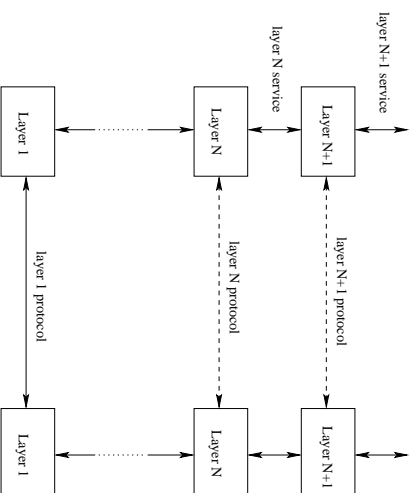 layer N+1 service
layer N service
Layer N+1
layer N+1 protocol
Layer N+1
Layer N
layer N protocol
Layer N
Layer 1
layer 1 protocol
Layer 1